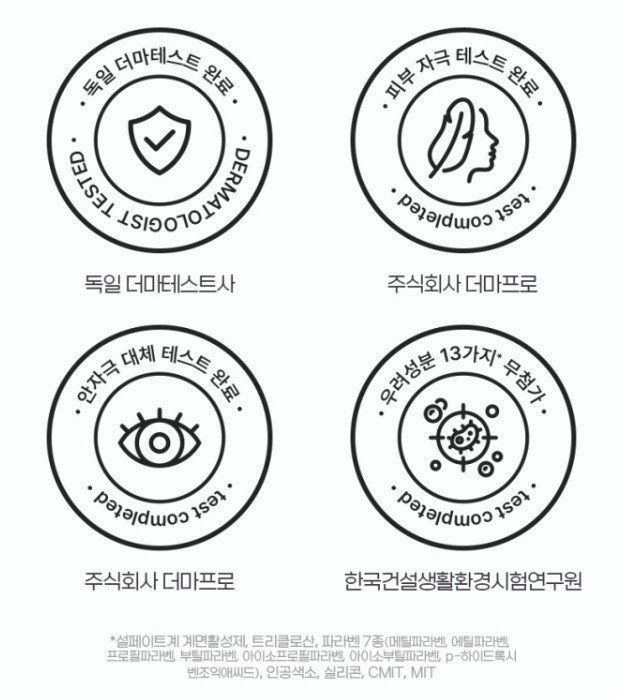 · 독일 더마테스트 완료 ·
· DERMATOLOGIST TESTED ·
독일 더마테스트사
· 피부 자극 테스트 완료 ·
· test completed ·
주식회사 더마프로
· 안자극 대체 테스트 완료 ·
· test completed ·
주식회사 더마프로
· 우려성분 13가지* 무첨가 ·
· test completed ·
한국건설생활환경시험연구원
*설페이트계 계면활성제, 트리클로산, 파라벤 7종(메틸파라벤, 에틸파라벤,
프로필파라벤, 부틸파라벤, 아이소프로필파라벤, 아이소부틸파라벤, p-하이드록시
벤조익애씨드), 인공색소, 실리콘, CMIT, MIT